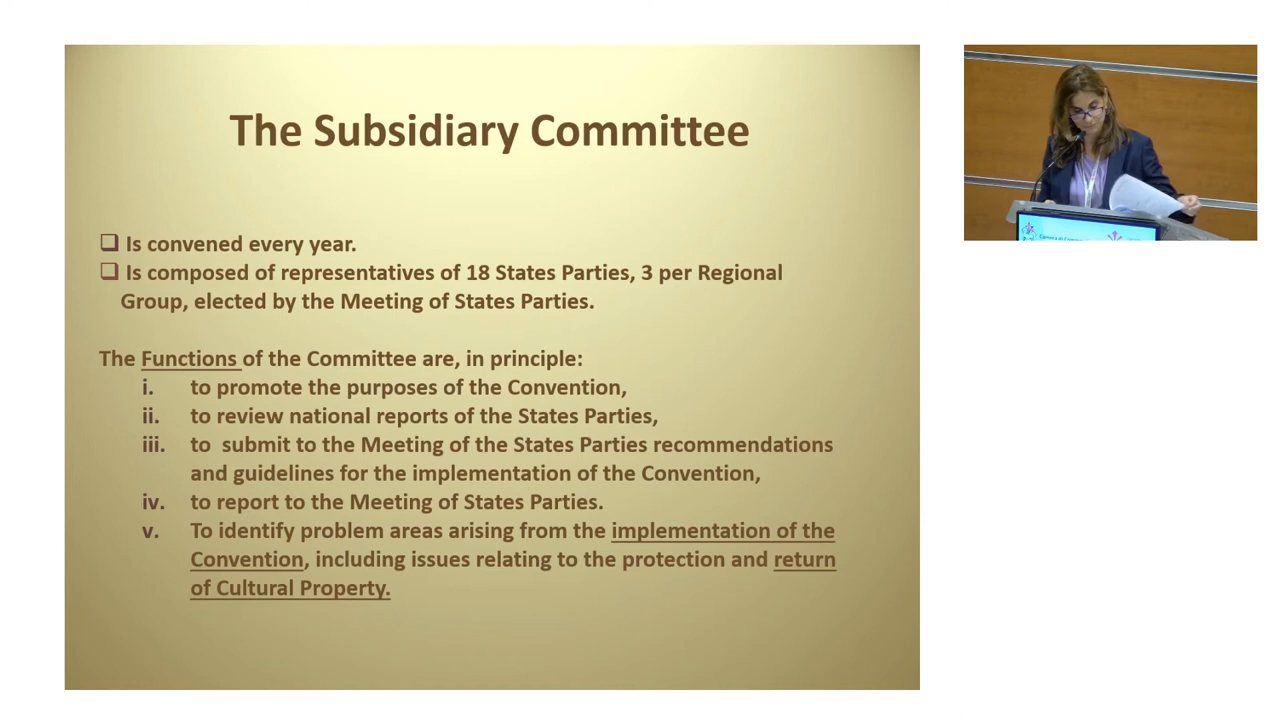 The Subsidiary Committee
❑ Is convened every year.
❑ Is composed of representatives of 18 States Parties, 3 per Regional
Group, elected by the Meeting of States Parties.
The Functions of the Committee are, in principle:
i. to promote the purposes of the Convention,
ii. to review national reports of the States Parties,
iii. to submit to the Meeting of the States Parties recommendations
and guidelines for the implementation of the Convention,
iv. to report to the Meeting of States Parties.
v. To identify problem areas arising from the implementation of the
Convention, including issues relating to the protection and return
of Cultural Property.